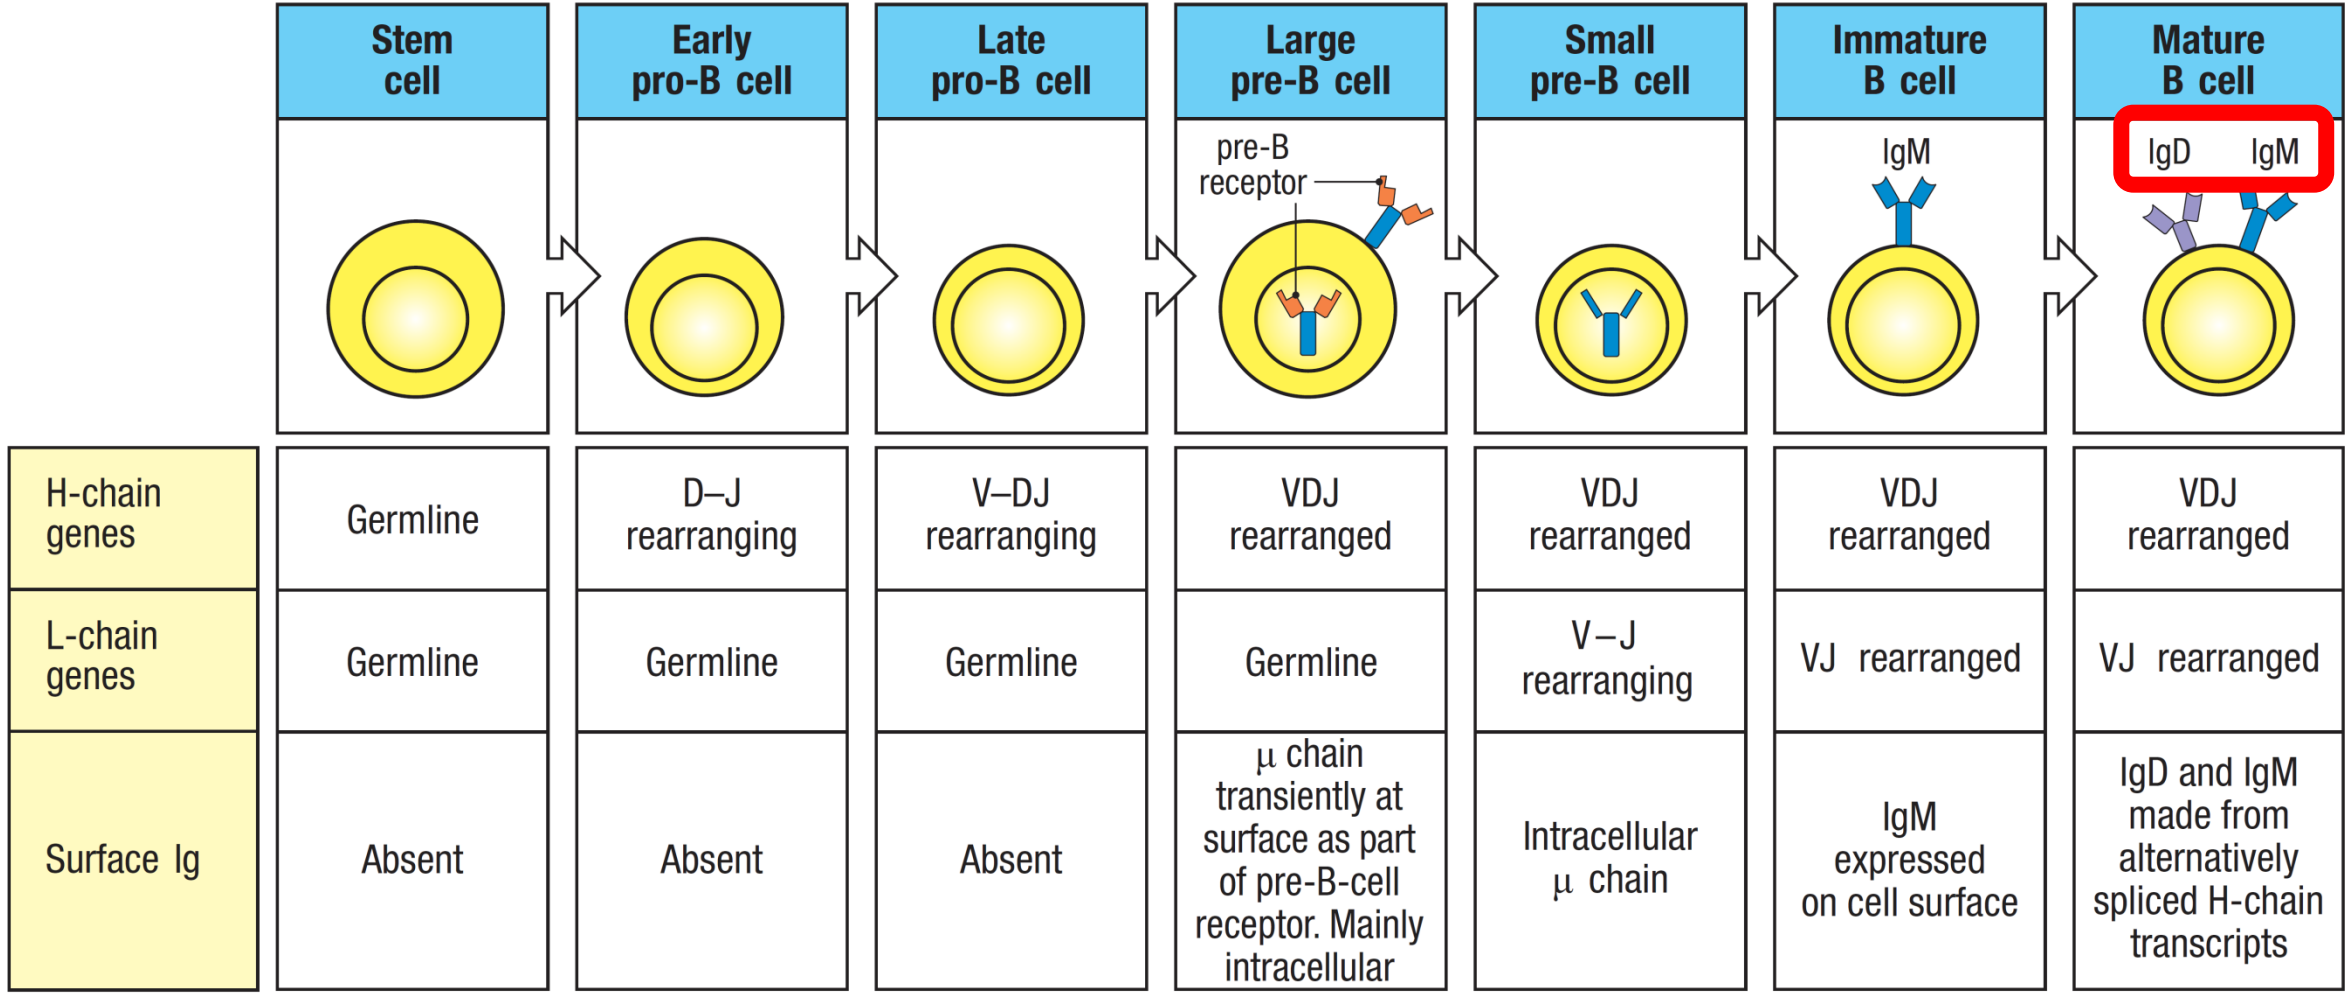 Stem
cell
Early
pro-B cell
Late
pro-B cell
Large
pre-B cell
Small
pre-B cell
Immature
B cell
Mature
B cell
pre-B
receptor
IgM
IgD IgM
H-chain
genes
Germline
D–J
rearranging
V–DJ
rearranging
VDJ
rearranged
VDJ
rearranged
VDJ
rearranged
VDJ
rearranged
L-chain
genes
Germline
Germline
Germline
Germline
V–J
rearranging
VJ rearranged
VJ rearranged
Surface Ig
Absent
Absent
Absent
μ chain
transiently at
surface as part
of pre-B-cell
receptor. Mainly
intracellular
Intracellular
μ chain
IgM
expressed
on cell surface
IgD and IgM
made from
alternatively
spliced H-chain
transcripts